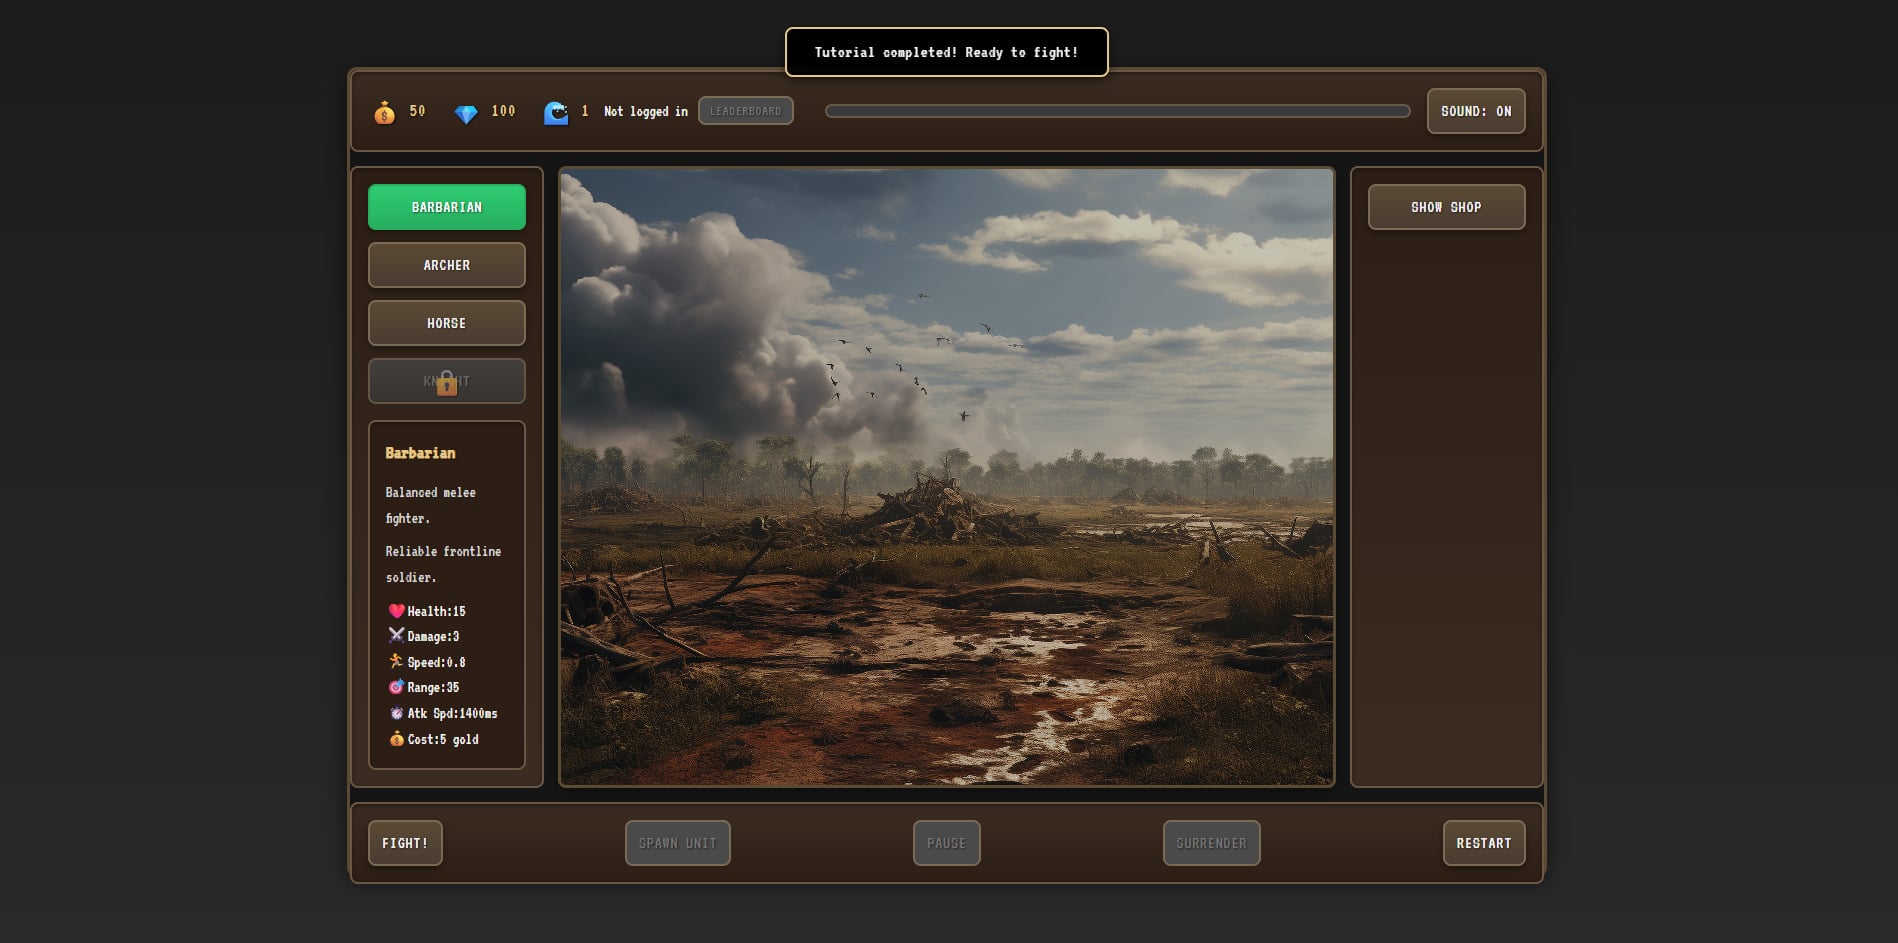 Tutorial completed! Ready to fight!
50 100 1 Not logged in LEADERBOARD SOUND: ON
BARBARIAN
ARCHER
HORSE
Barbarian
Balanced melee
fighter.
Reliable frontline
soldier.
Health:15
Damage:3
Speed:0.8
Range:35
Atk Spd:1400ms
Cost:5 gold
SHOW SHOP
FIGHT! SPAWN UNIT PAUSE SURRENDER RESTART